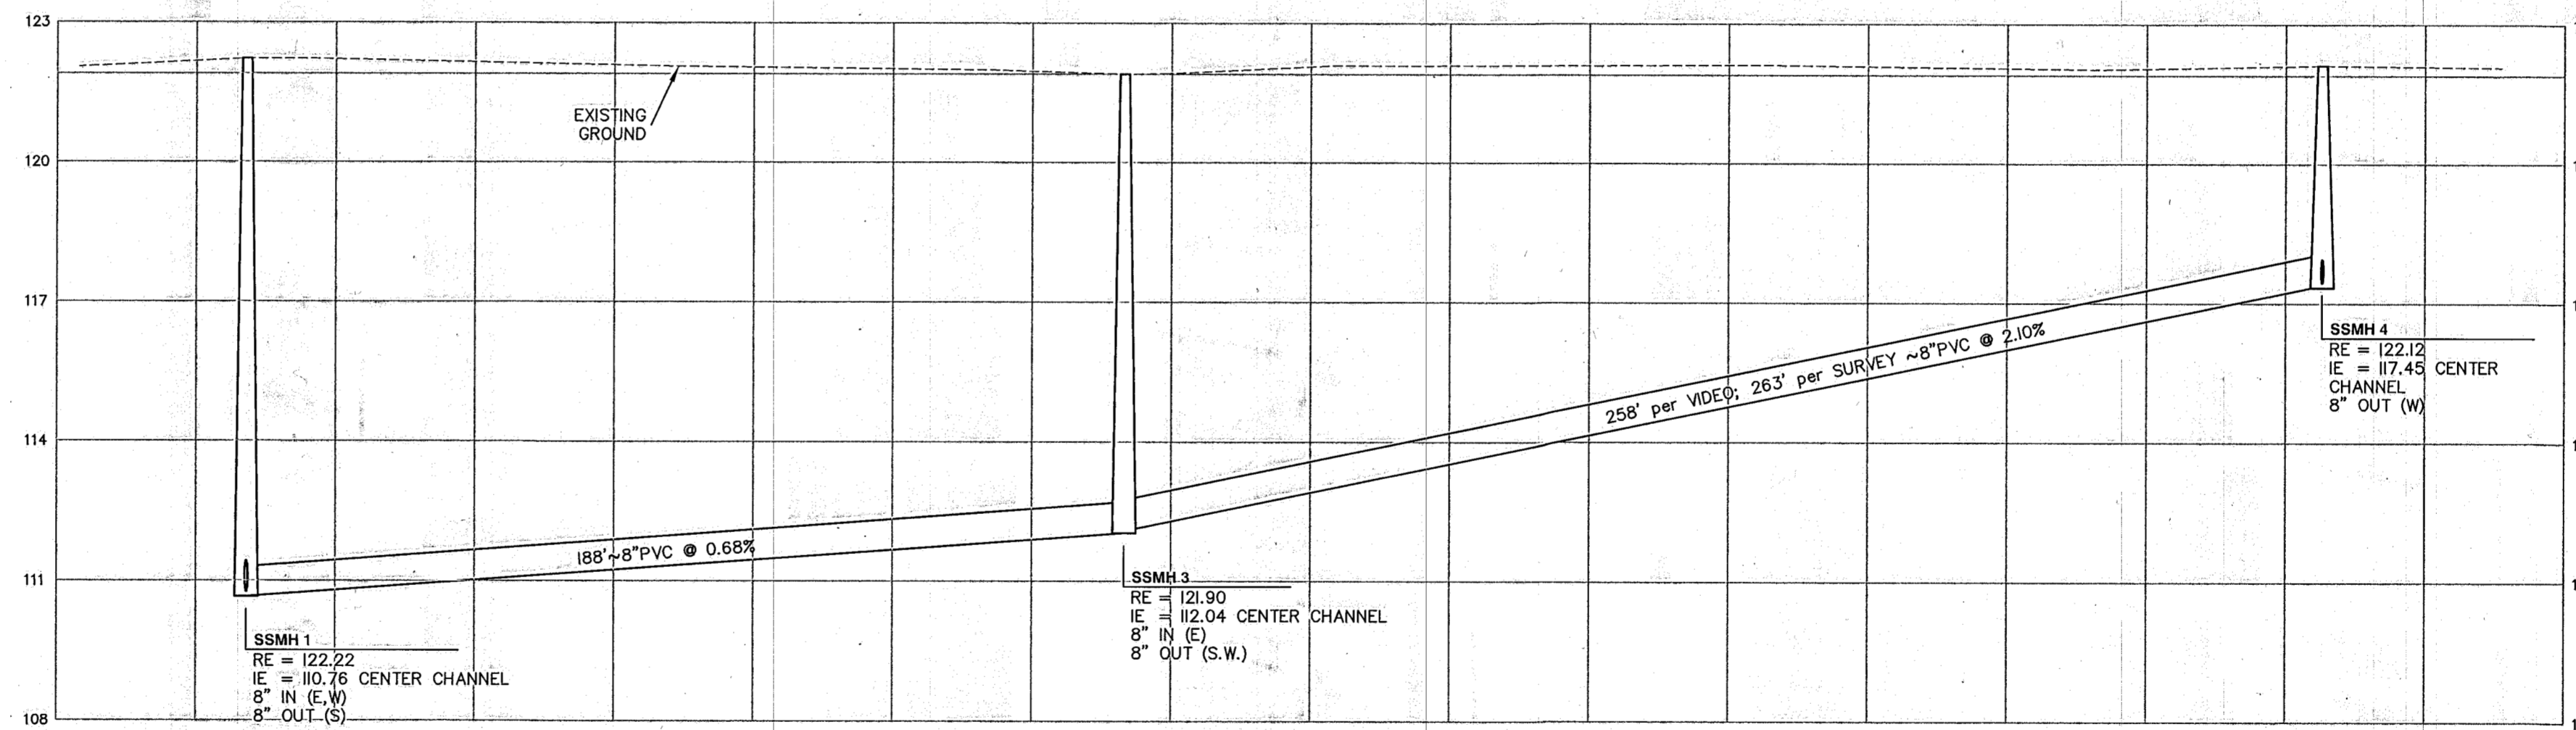 123
120
117
114
111
108
EXISTING
GROUND
188'~8"PVC @ 0.68%
258' per VIDEO; 263' per SURVEY ~8"PVC @ 2.10%
SSMH 1
RE = 122.22
IE = 110.76 CENTER CHANNEL
8" IN (E,W)
8" OUT (S)
SSMH 3
RE = 121.90
IE = 112.04 CENTER CHANNEL
8" IN (E)
8" OUT (S.W.)
SSMH 4
RE = 122.12
IE = 117.45 CENTER
CHANNEL
8" OUT (W)